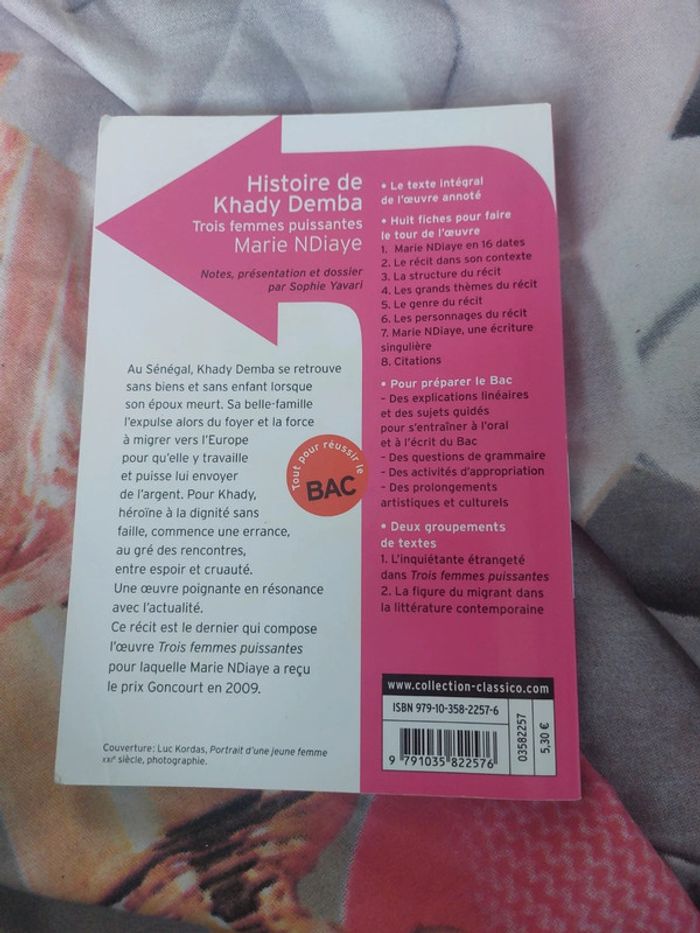 Histoire de
Khady Demba
Trois femmes puissantes
Marie NDiaye
Notes, présentation et dossier
par Sophie Yavari
Au Sénégal, Khady Demba se retrouve
sans biens et sans enfant lorsque
son époux meurt. Sa belle-famille
l'expulse alors du foyer et la force
à migrer vers l'Europe
pour qu'elle y travaille
et puisse lui envoyer
de l'argent. Pour Khady,
héroïne à la dignité sans
faille, commence une errance,
au gré des rencontres,
entre espoir et cruauté.
Une œuvre poignante en résonance
avec l'actualité.
Ce récit est le dernier qui compose
l'œuvre Trois femmes puissantes
pour laquelle Marie NDiaye a reçu
le prix Goncourt en 2009.
Couverture : Luc Kordas, Portrait d'une jeune femme
XXIe siècle, photographie.
Tout pour réussir le
BAC
• Le texte intégral
de l'œuvre annoté
• Huit fiches pour faire
le tour de l'œuvre
1. Marie NDiaye en 16 dates
2. Le récit dans son contexte
3. La structure du récit
4. Les grands thèmes du récit
5. Le genre du récit
6. Les personnages du récit
7. Marie NDiaye, une écriture
singulière
8. Citations
• Pour préparer le Bac
– Des explications linéaires
et des sujets guidés
pour s'entraîner à l'oral
et à l'écrit du Bac
– Des questions de grammaire
– Des activités d'appropriation
– Des prolongements
artistiques et culturels
• Deux groupements
de textes
1. L'inquiétante étrangeté
dans Trois femmes puissantes
2. La figure du migrant dans
la littérature contemporaine
www.collection-classico.com
ISBN 979-10-358-2257-6
9 791035 822576
03582257
5,30 €